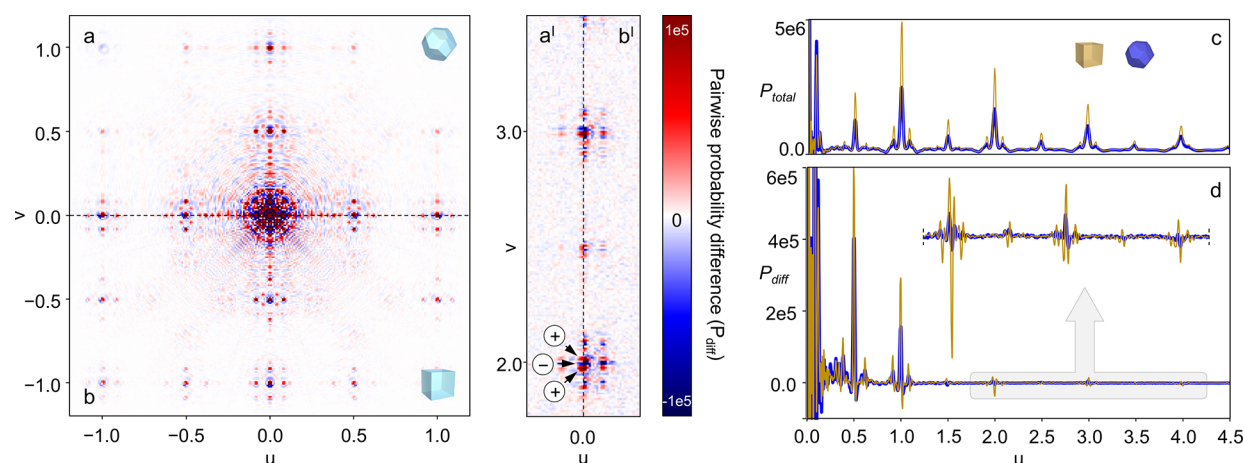 a
b
1.0
0.5
0.0
−0.5
−1.0
v
−1.0 −0.5 0.0 0.5 1.0
u
aᴵ bᴵ
3.0
2.0
v
+
−
+
0.0
u
1e5
0
-1e5
Pairwise probability difference (Pdiff)
c
5e6
Ptotal
0.0
d
6e5
4e5
Pdiff
2e5
0.0
0.0 0.5 1.0 1.5 2.0 2.5 3.0 3.5 4.0 4.5
u